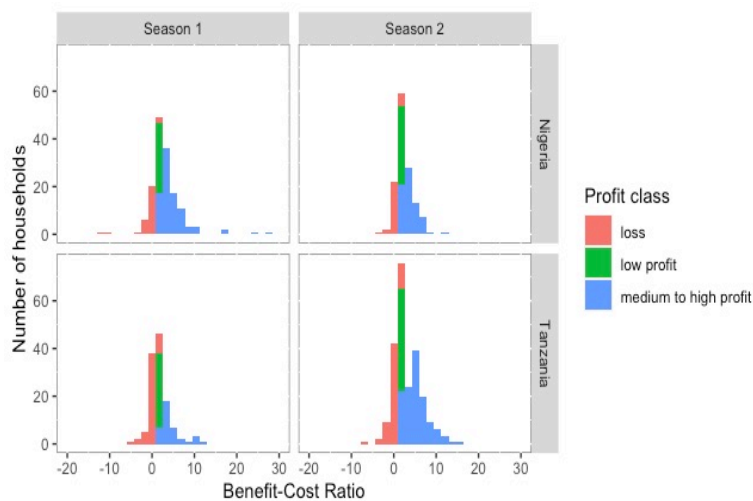 Season 1
Season 2
Number of households
60
40
20
0
Nigeria
60
40
20
0
Tanzania
-20 -10 0 10 20 30
-20 -10 0 10 20 30
Benefit-Cost Ratio
Profit class
loss
low profit
medium to high profit